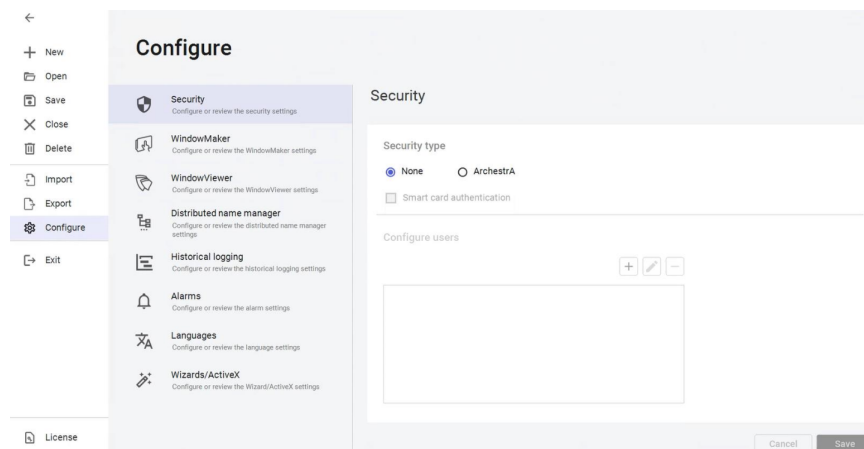 New
Open
Save
Close
Delete
Import
Export
Configure
Exit
License
Configure
Security
Configure or review the security settings
WindowMaker
Configure or review the WindowMaker settings
WindowViewer
Configure or review the WindowViewer settings
Distributed name manager
Configure or review the distributed name manager
settings
Historical logging
Configure or review the historical logging settings
Alarms
Configure or review the alarm settings
Languages
Configure or review the language settings
Wizards/ActiveX
Configure or review the Wizard/ActiveX settings
Security
Security type
None ArchestrA
Smart card authentication
Configure users
Cancel Save